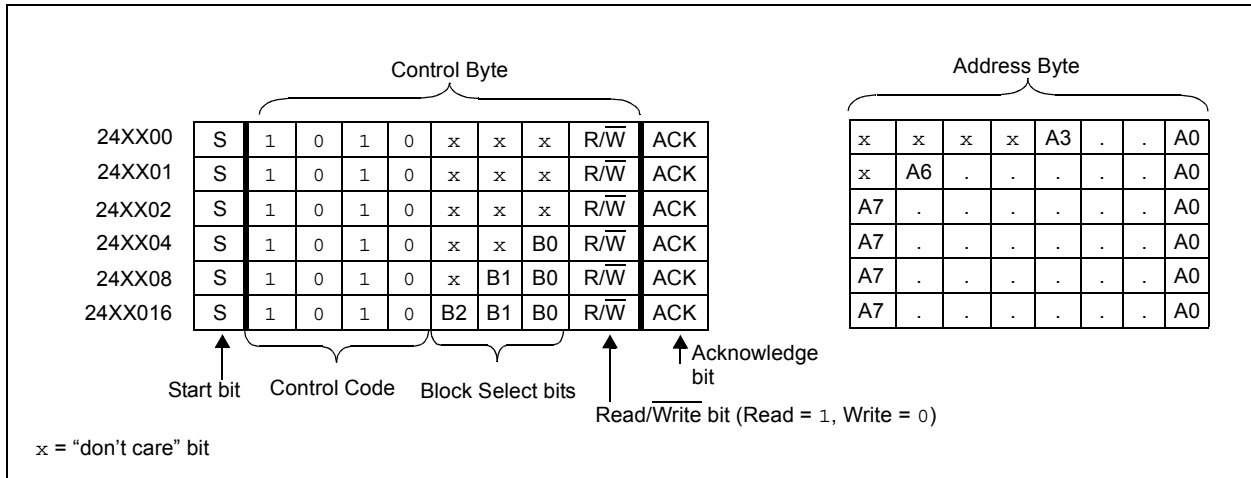 Control Byte
Address Byte
24XX00 S 1 0 1 0 x x x R/W ACK x x x x A3 . . A0
24XX01 S 1 0 1 0 x x x R/W ACK x A6 . . . . . A0
24XX02 S 1 0 1 0 x x x R/W ACK A7 . . . . . . A0
24XX04 S 1 0 1 0 x x B0 R/W ACK A7 . . . . . . A0
24XX08 S 1 0 1 0 x B1 B0 R/W ACK A7 . . . . . . A0
24XX016 S 1 0 1 0 B2 B1 B0 R/W ACK A7 . . . . . . A0
Start bit
Control Code
Block Select bits
Acknowledge
bit
Read/Write bit (Read = 1, Write = 0)
x = “don’t care” bit